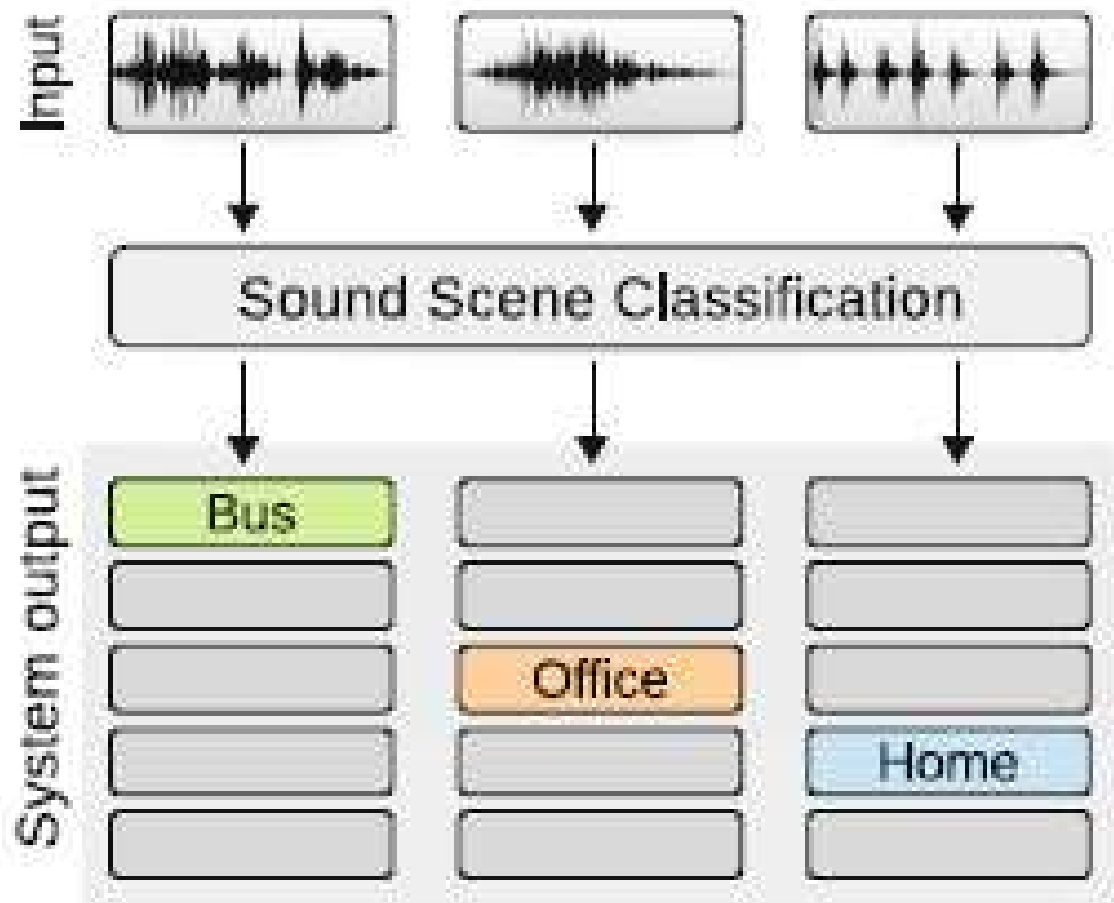 Input
Sound Scene Classification
System output
Bus
Office
Home